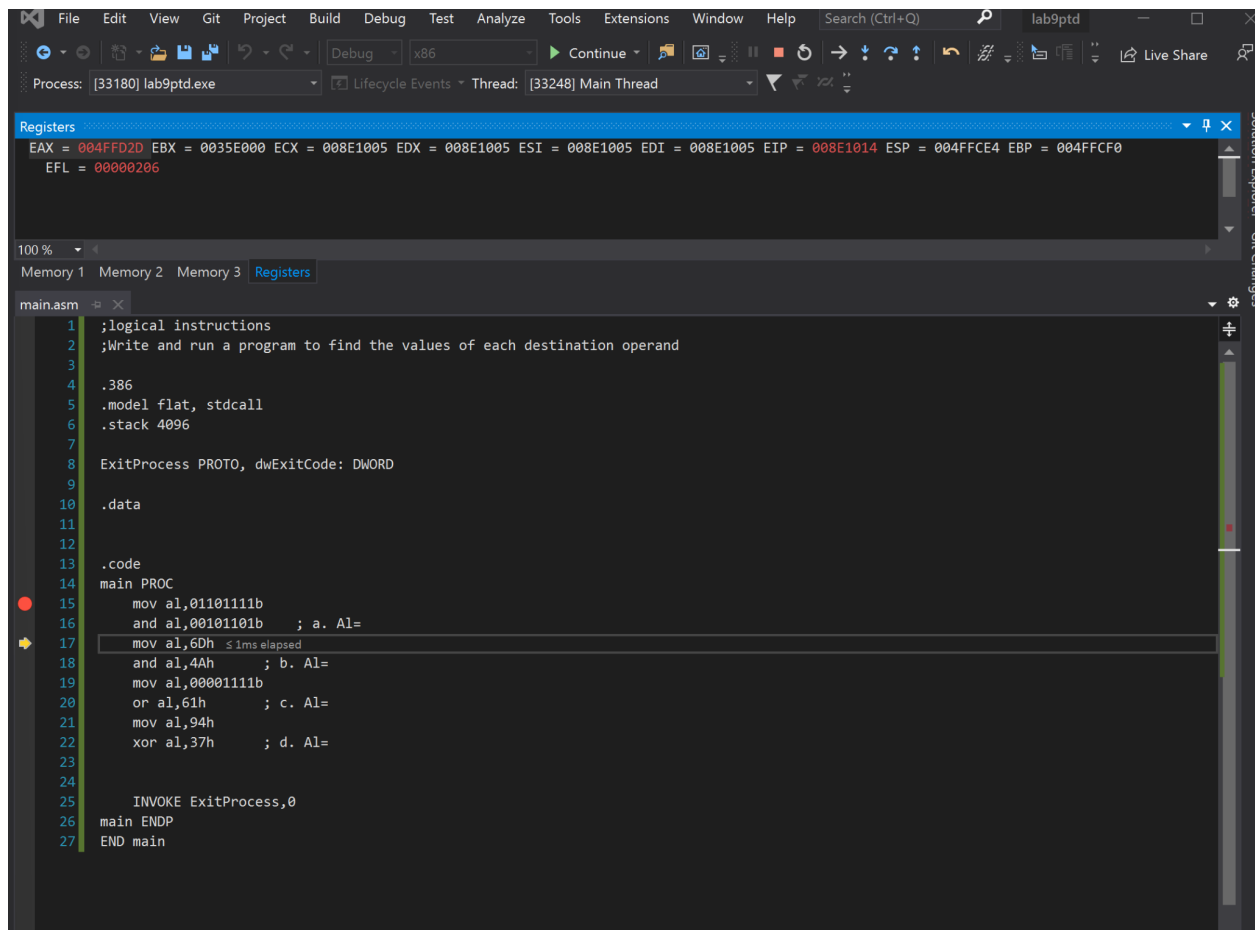 File Edit View Git Project Build Debug Test Analyze Tools Extensions Window Help Search (Ctrl+Q) lab9ptd
Debug x86 Continue Live Share
Process: [33180] lab9ptd.exe Lifecycle Events Thread: [33248] Main Thread
Registers
EAX = 004FFD2D EBX = 0035E000 ECX = 008E1005 EDX = 008E1005 ESI = 008E1005 EDI = 008E1005 EIP = 008E1014 ESP = 004FFCE4 EBP = 004FFCF0
EFL = 00000206
100 %
Memory 1 Memory 2 Memory 3 Registers
main.asm
1 ;logical instructions
2 ;Write and run a program to find the values of each destination operand
3
4 .386
5 .model flat, stdcall
6 .stack 4096
7
8 ExitProcess PROTO, dwExitCode: DWORD
9
10 .data
11
12
13 .code
14 main PROC
15 mov al,01101111b
16 and al,00101101b ; a. Al=
17 mov al,6Dh ≤ 1ms elapsed
18 and al,4Ah ; b. Al=
19 mov al,00001111b
20 or al,61h ; c. Al=
21 mov al,94h
22 xor al,37h ; d. Al=
23
24
25 INVOKE ExitProcess,0
26 main ENDP
27 END main